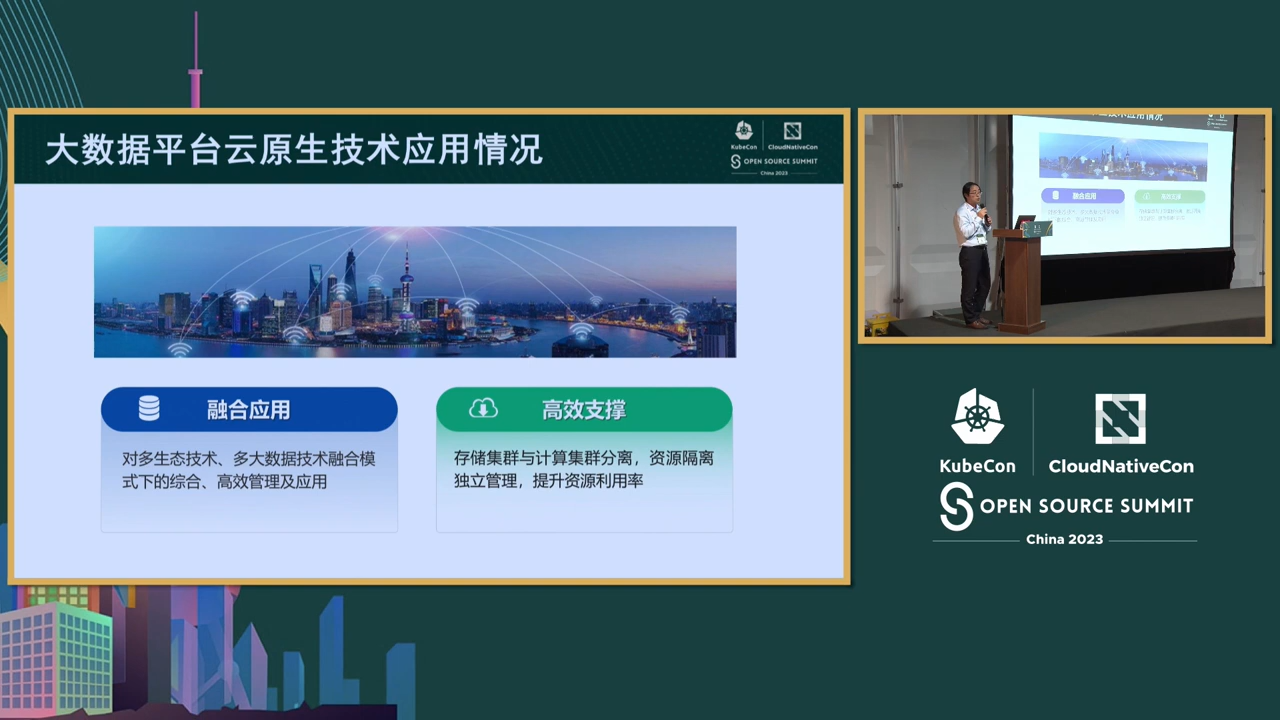 大数据平台云原生技术应用情况
KubeCon
CloudNativeCon
OPEN SOURCE SUMMIT
China 2023
融合应用
对多生态技术、多大数据技术融合模
式下的综合、高效管理及应用
高效支撑
存储集群与计算集群分离，资源隔离
独立管理，提升资源利用率
融合应用
KubeCon
CloudNativeCon
OPEN SOURCE SUMMIT
China 2023